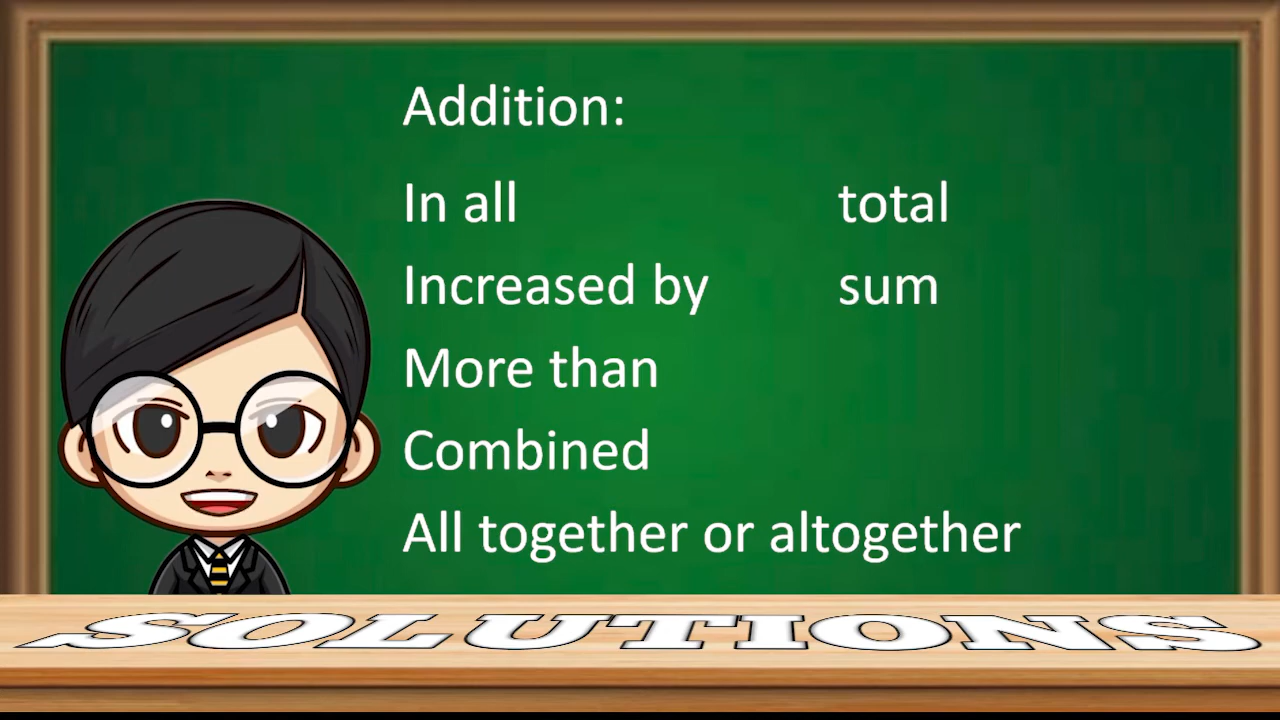 Addition:
In all total
Increased by sum
More than
Combined
All together or altogether
SOLUTIONS